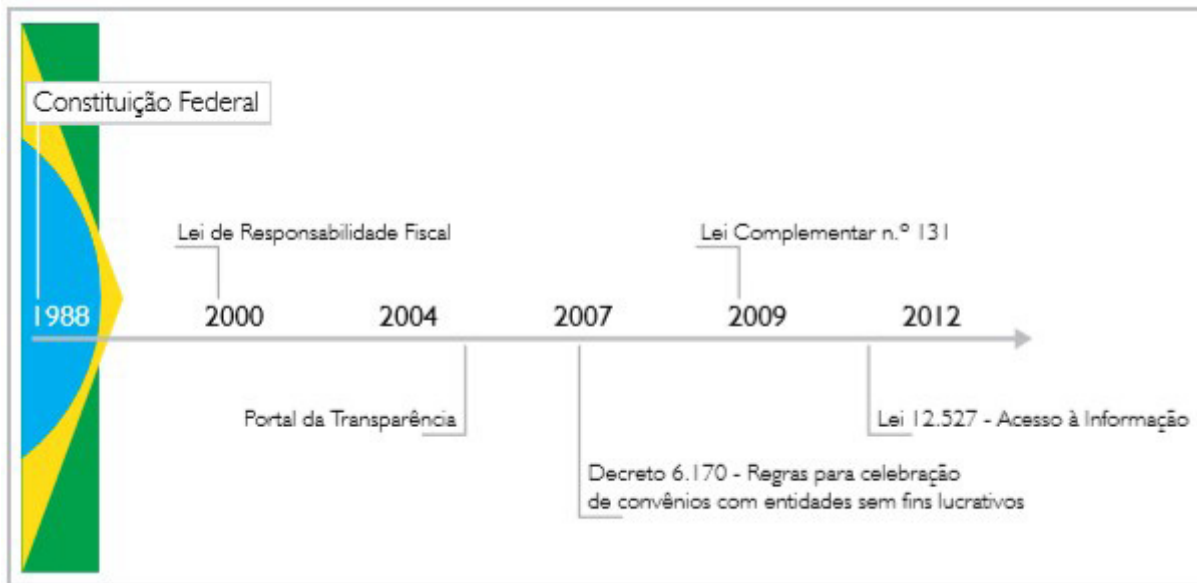 Constituição Federal
Lei de Responsabilidade Fiscal
Lei Complementar n.º 131
1988
2000
2004
2007
2009
2012
Portal da Transparência
Lei 12.527 - Acesso à Informação
Decreto 6.170 - Regras para celebração
de convênios com entidades sem fins lucrativos